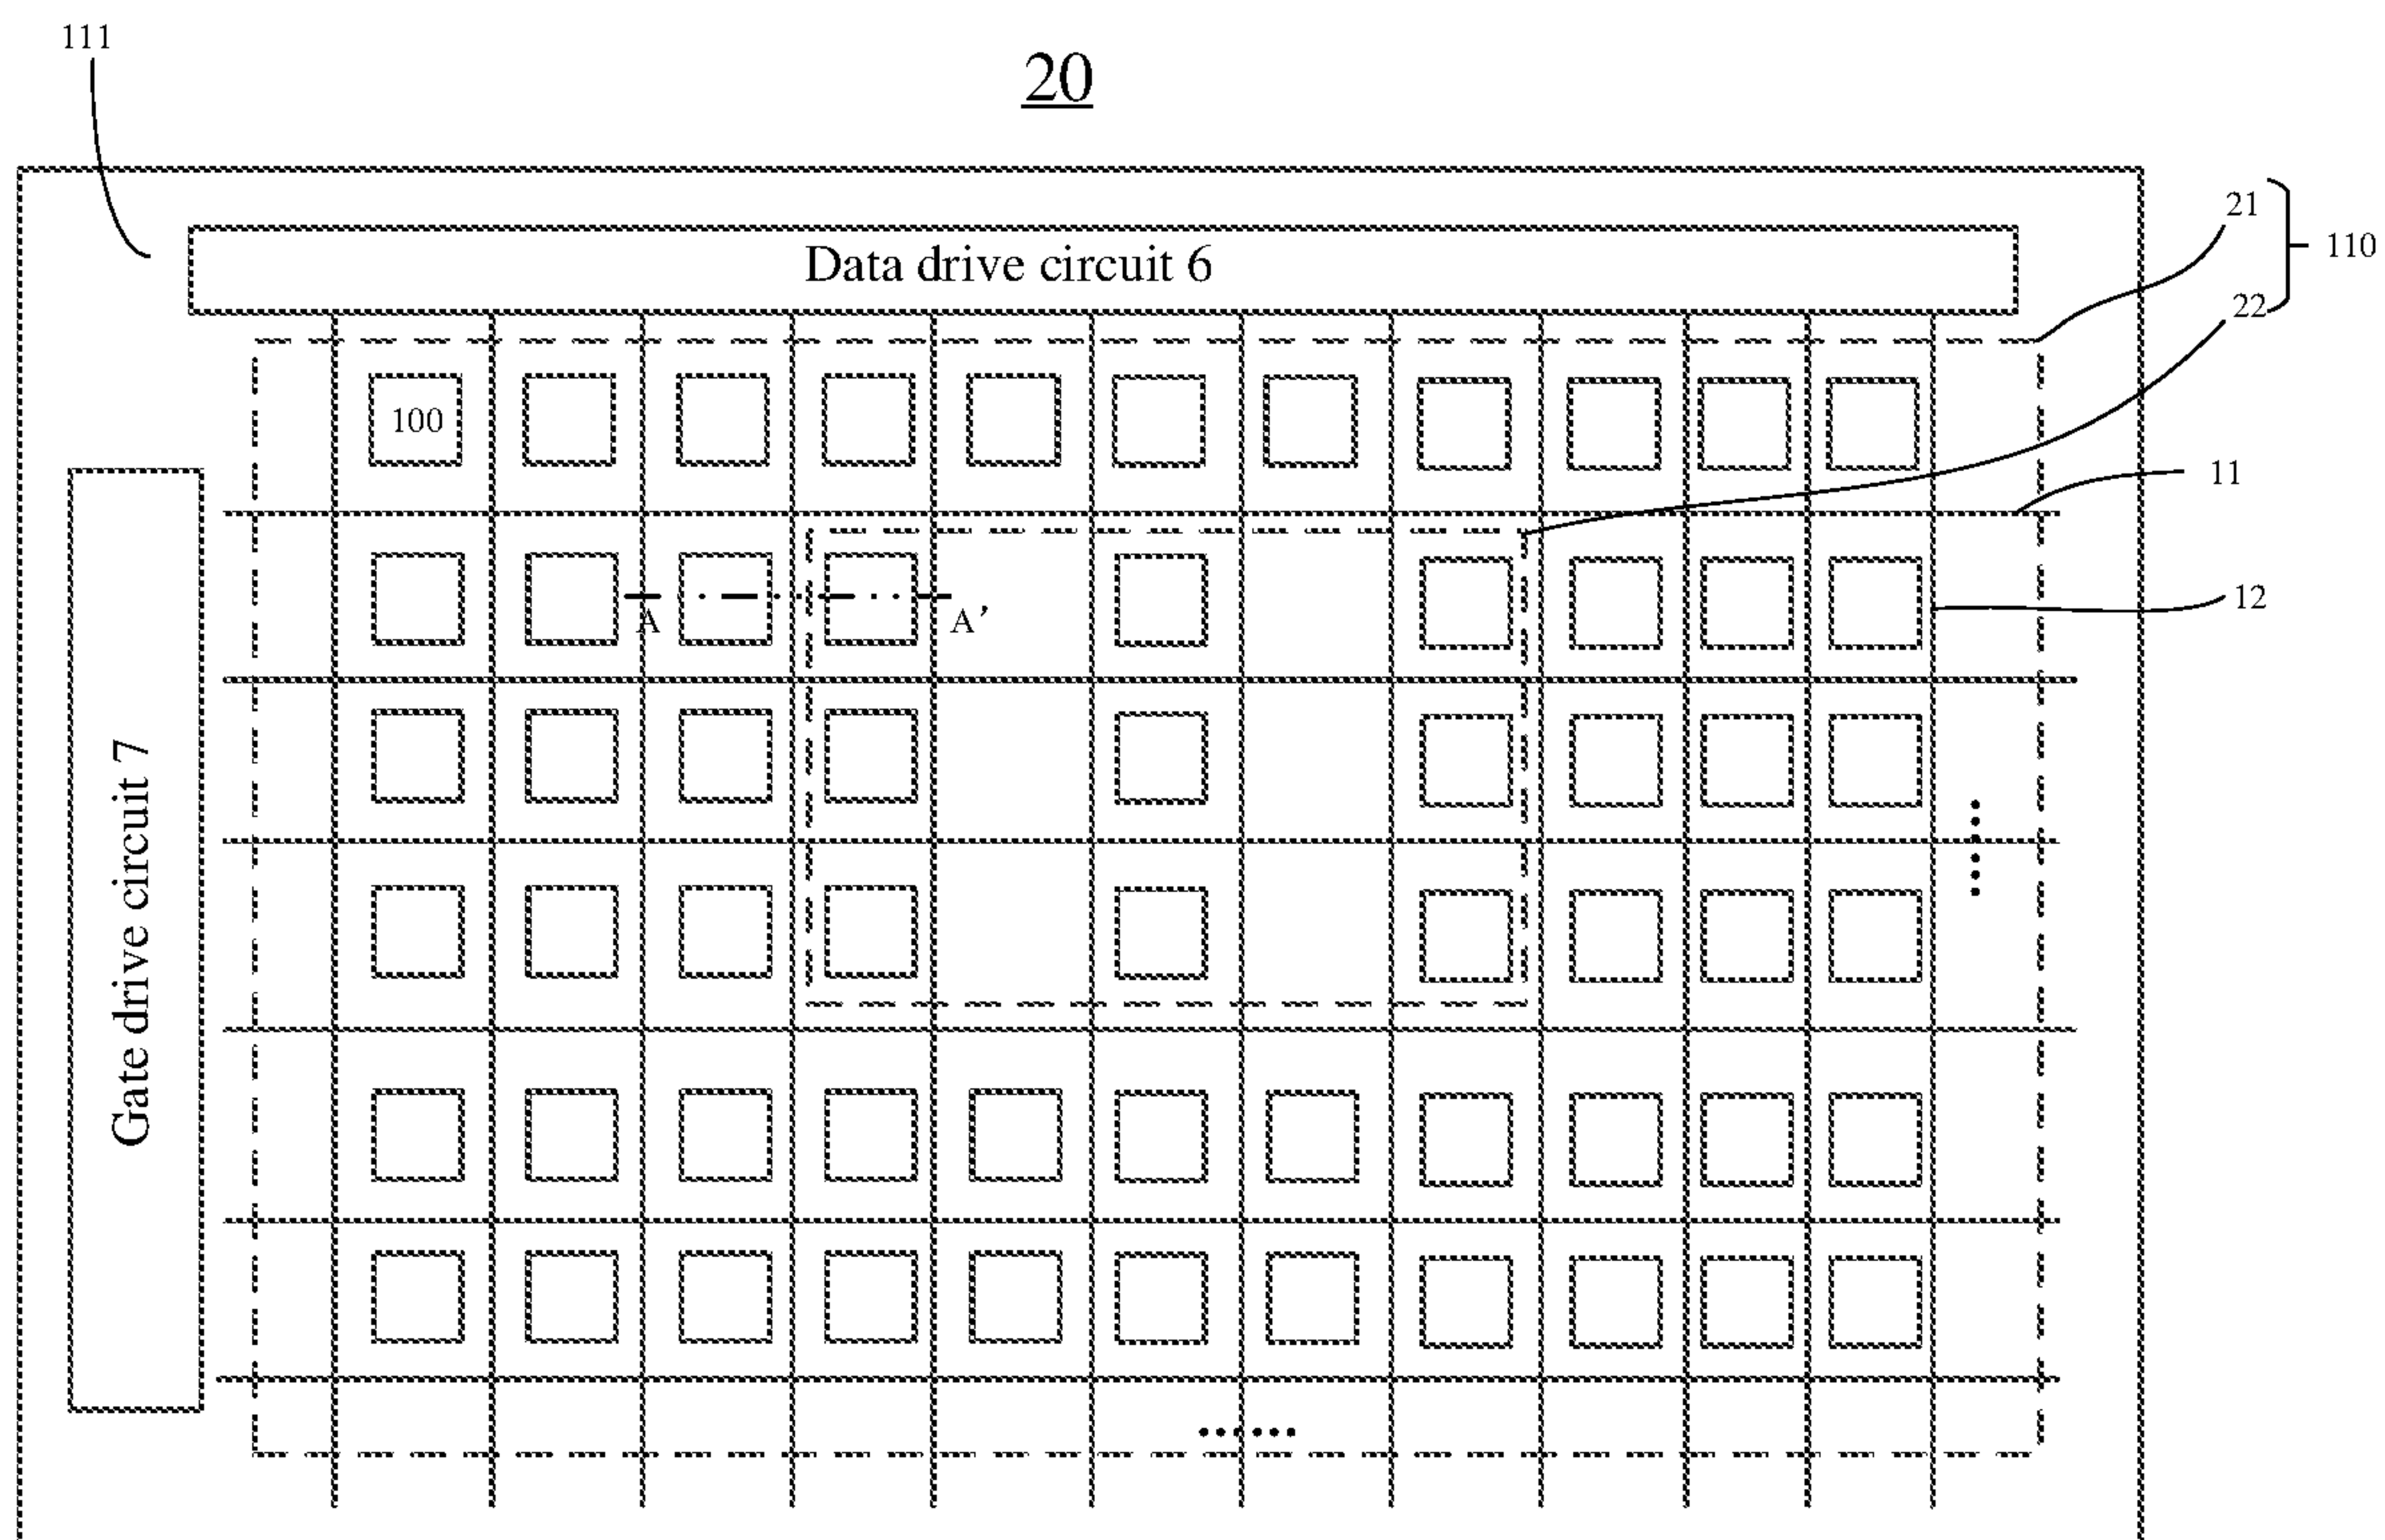 111
20
21
110
Data drive circuit 6
22
100
11
12
A
A’
Gate drive circuit 7